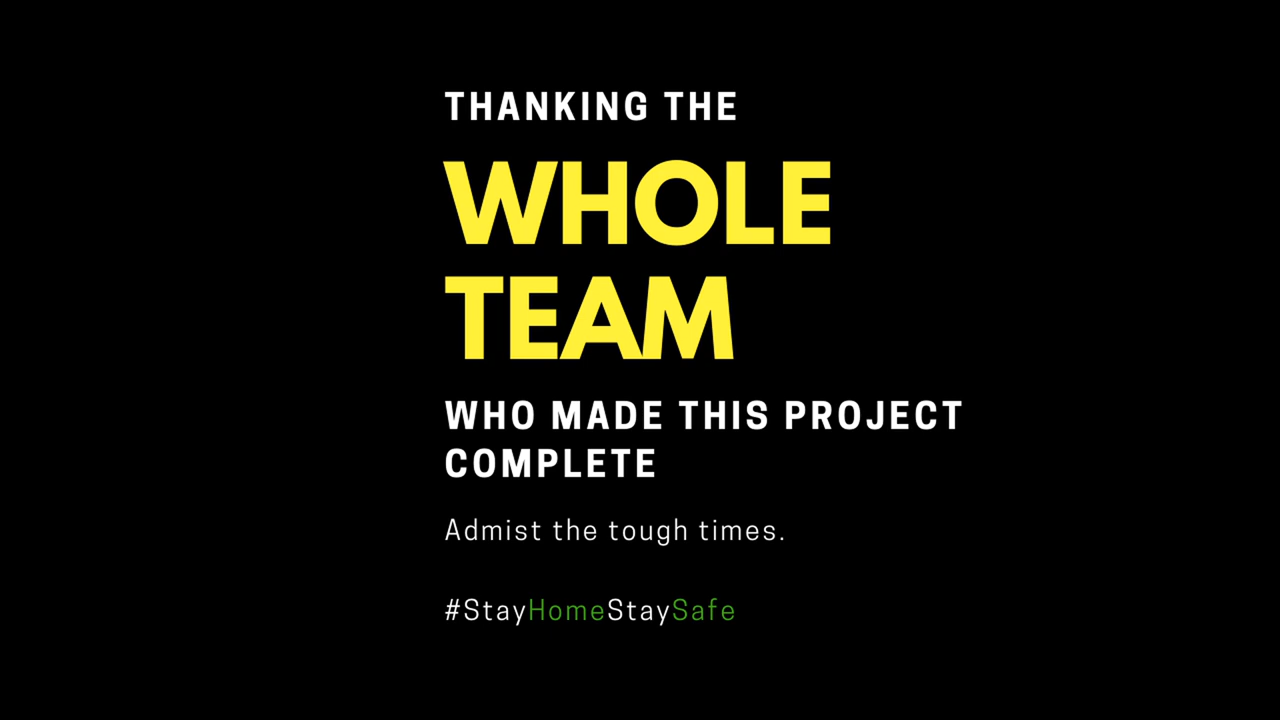 THANKING THE
WHOLE
TEAM
WHO MADE THIS PROJECT
COMPLETE
Admist the tough times.
#StayHomeStaySafe